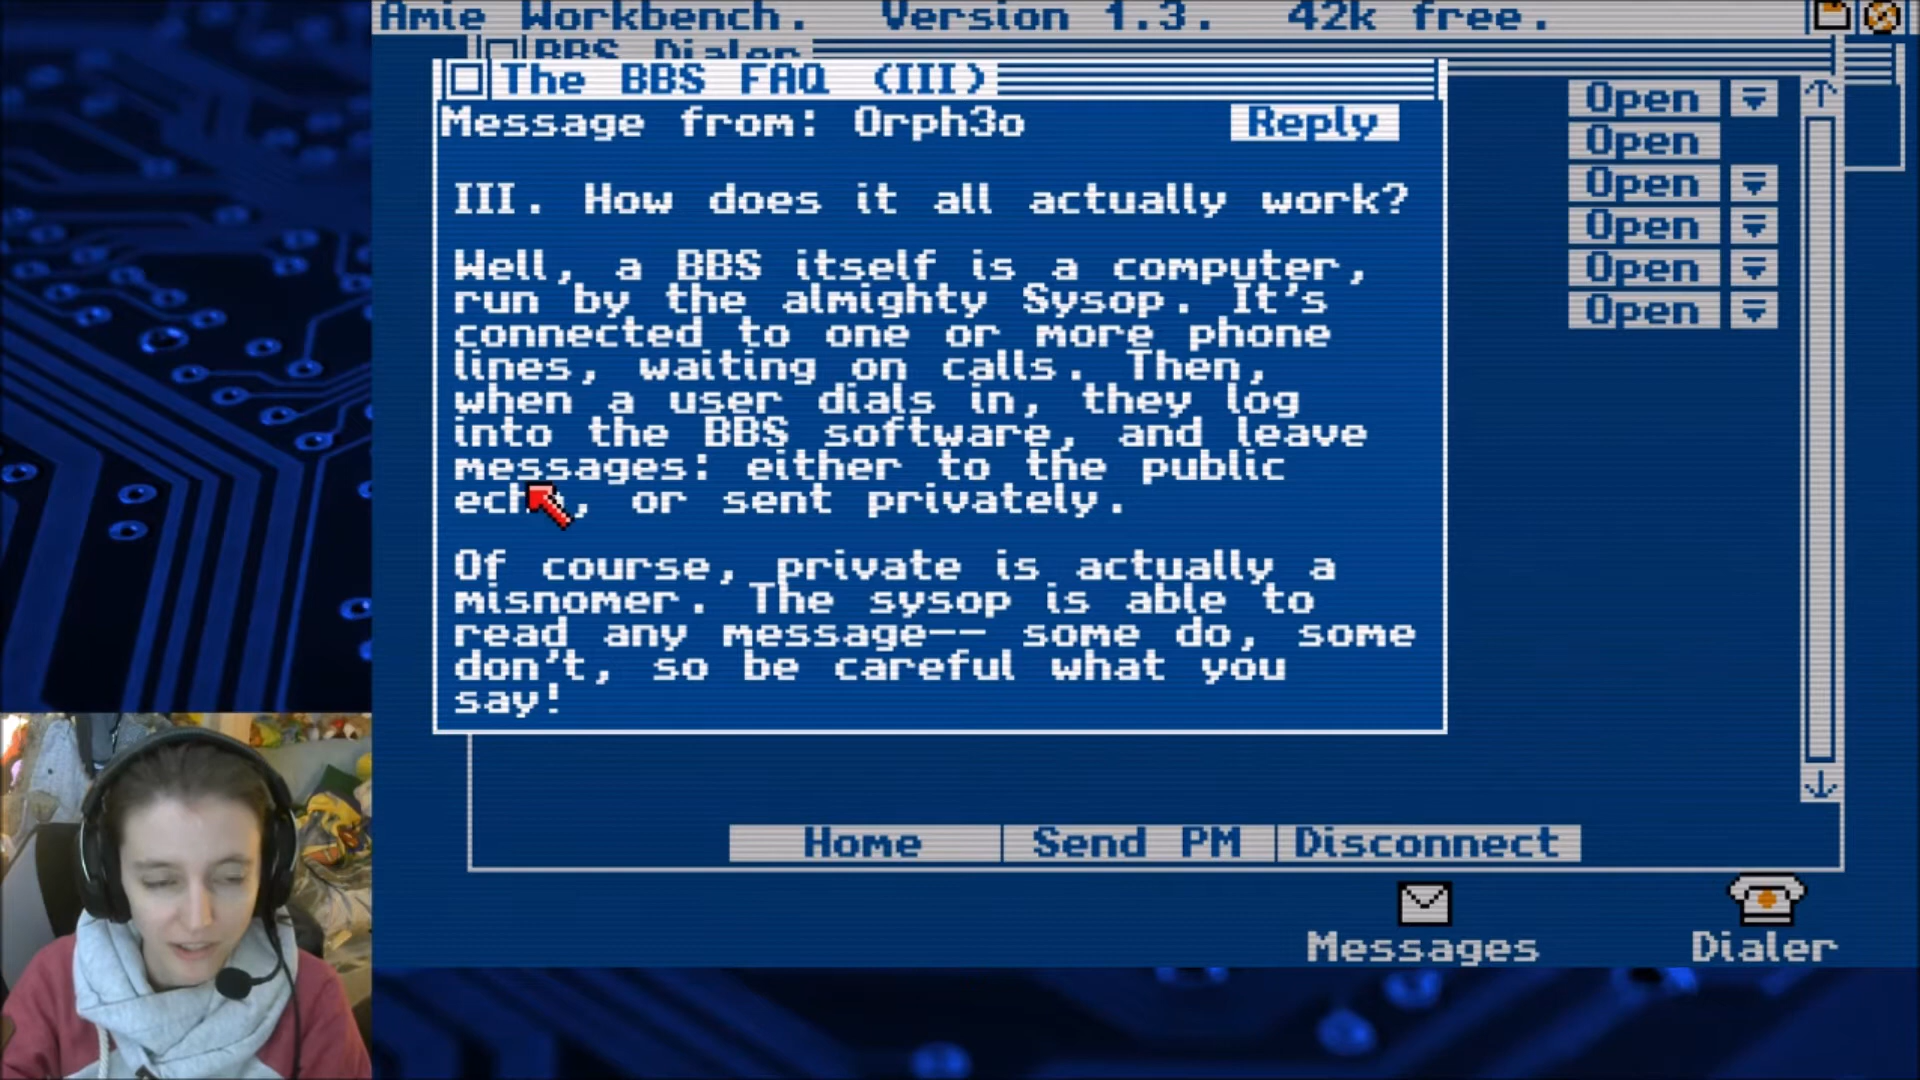 Amie Workbench. Version 1.3. 42k free.
BBS Dialer
The BBS FAQ (III)
Message from: Orph3o
Reply
III. How does it all actually work?
Well, a BBS itself is a computer,
run by the almighty Sysop. It's
connected to one or more phone
lines, waiting on calls. Then,
when a user dials in, they log
into the BBS software, and leave
messages: either to the public
echo, or sent privately.
Of course, private is actually a
misnomer. The sysop is able to
read any message-- some do, some
don't, so be careful what you
say!
Open
Open
Open
Open
Open
Open
Home
Send PM
Disconnect
Messages
Dialer